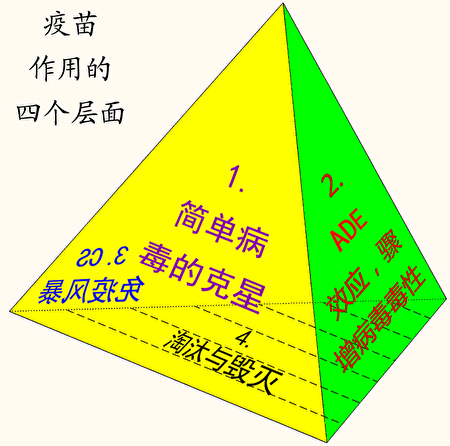 疫苗
作用的
四个层面
1.
简单病
毒的克星
2.
ADE
效应，骤
增病毒毒性
3.CS
免疫风暴
4.
淘汰与毁灭